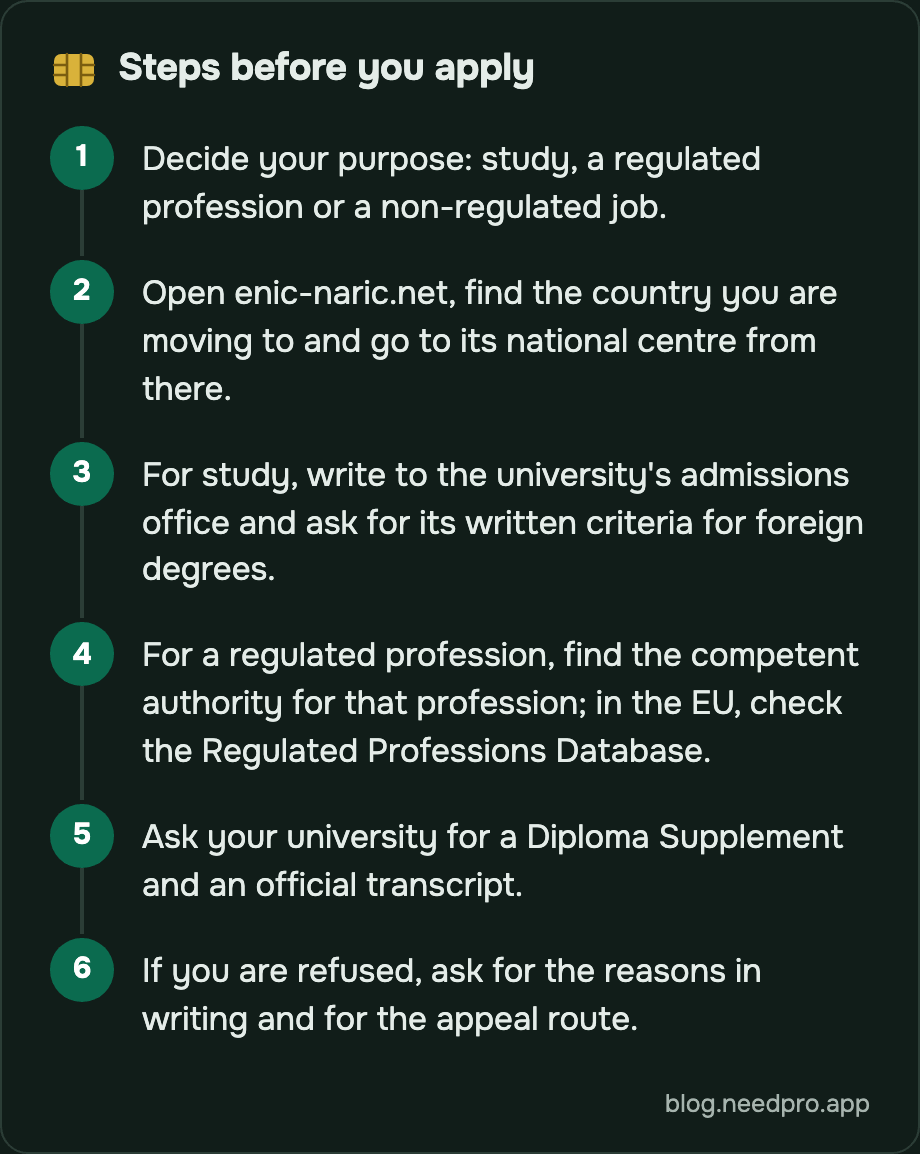 Steps before you apply
1
Decide your purpose: study, a regulated
profession or a non-regulated job.
2
Open enic-naric.net, find the country you are
moving to and go to its national centre from
there.
3
For study, write to the university's admissions
office and ask for its written criteria for foreign
degrees.
4
For a regulated profession, find the competent
authority for that profession; in the EU, check
the Regulated Professions Database.
5
Ask your university for a Diploma Supplement
and an official transcript.
6
If you are refused, ask for the reasons in
writing and for the appeal route.
blog.needpro.app